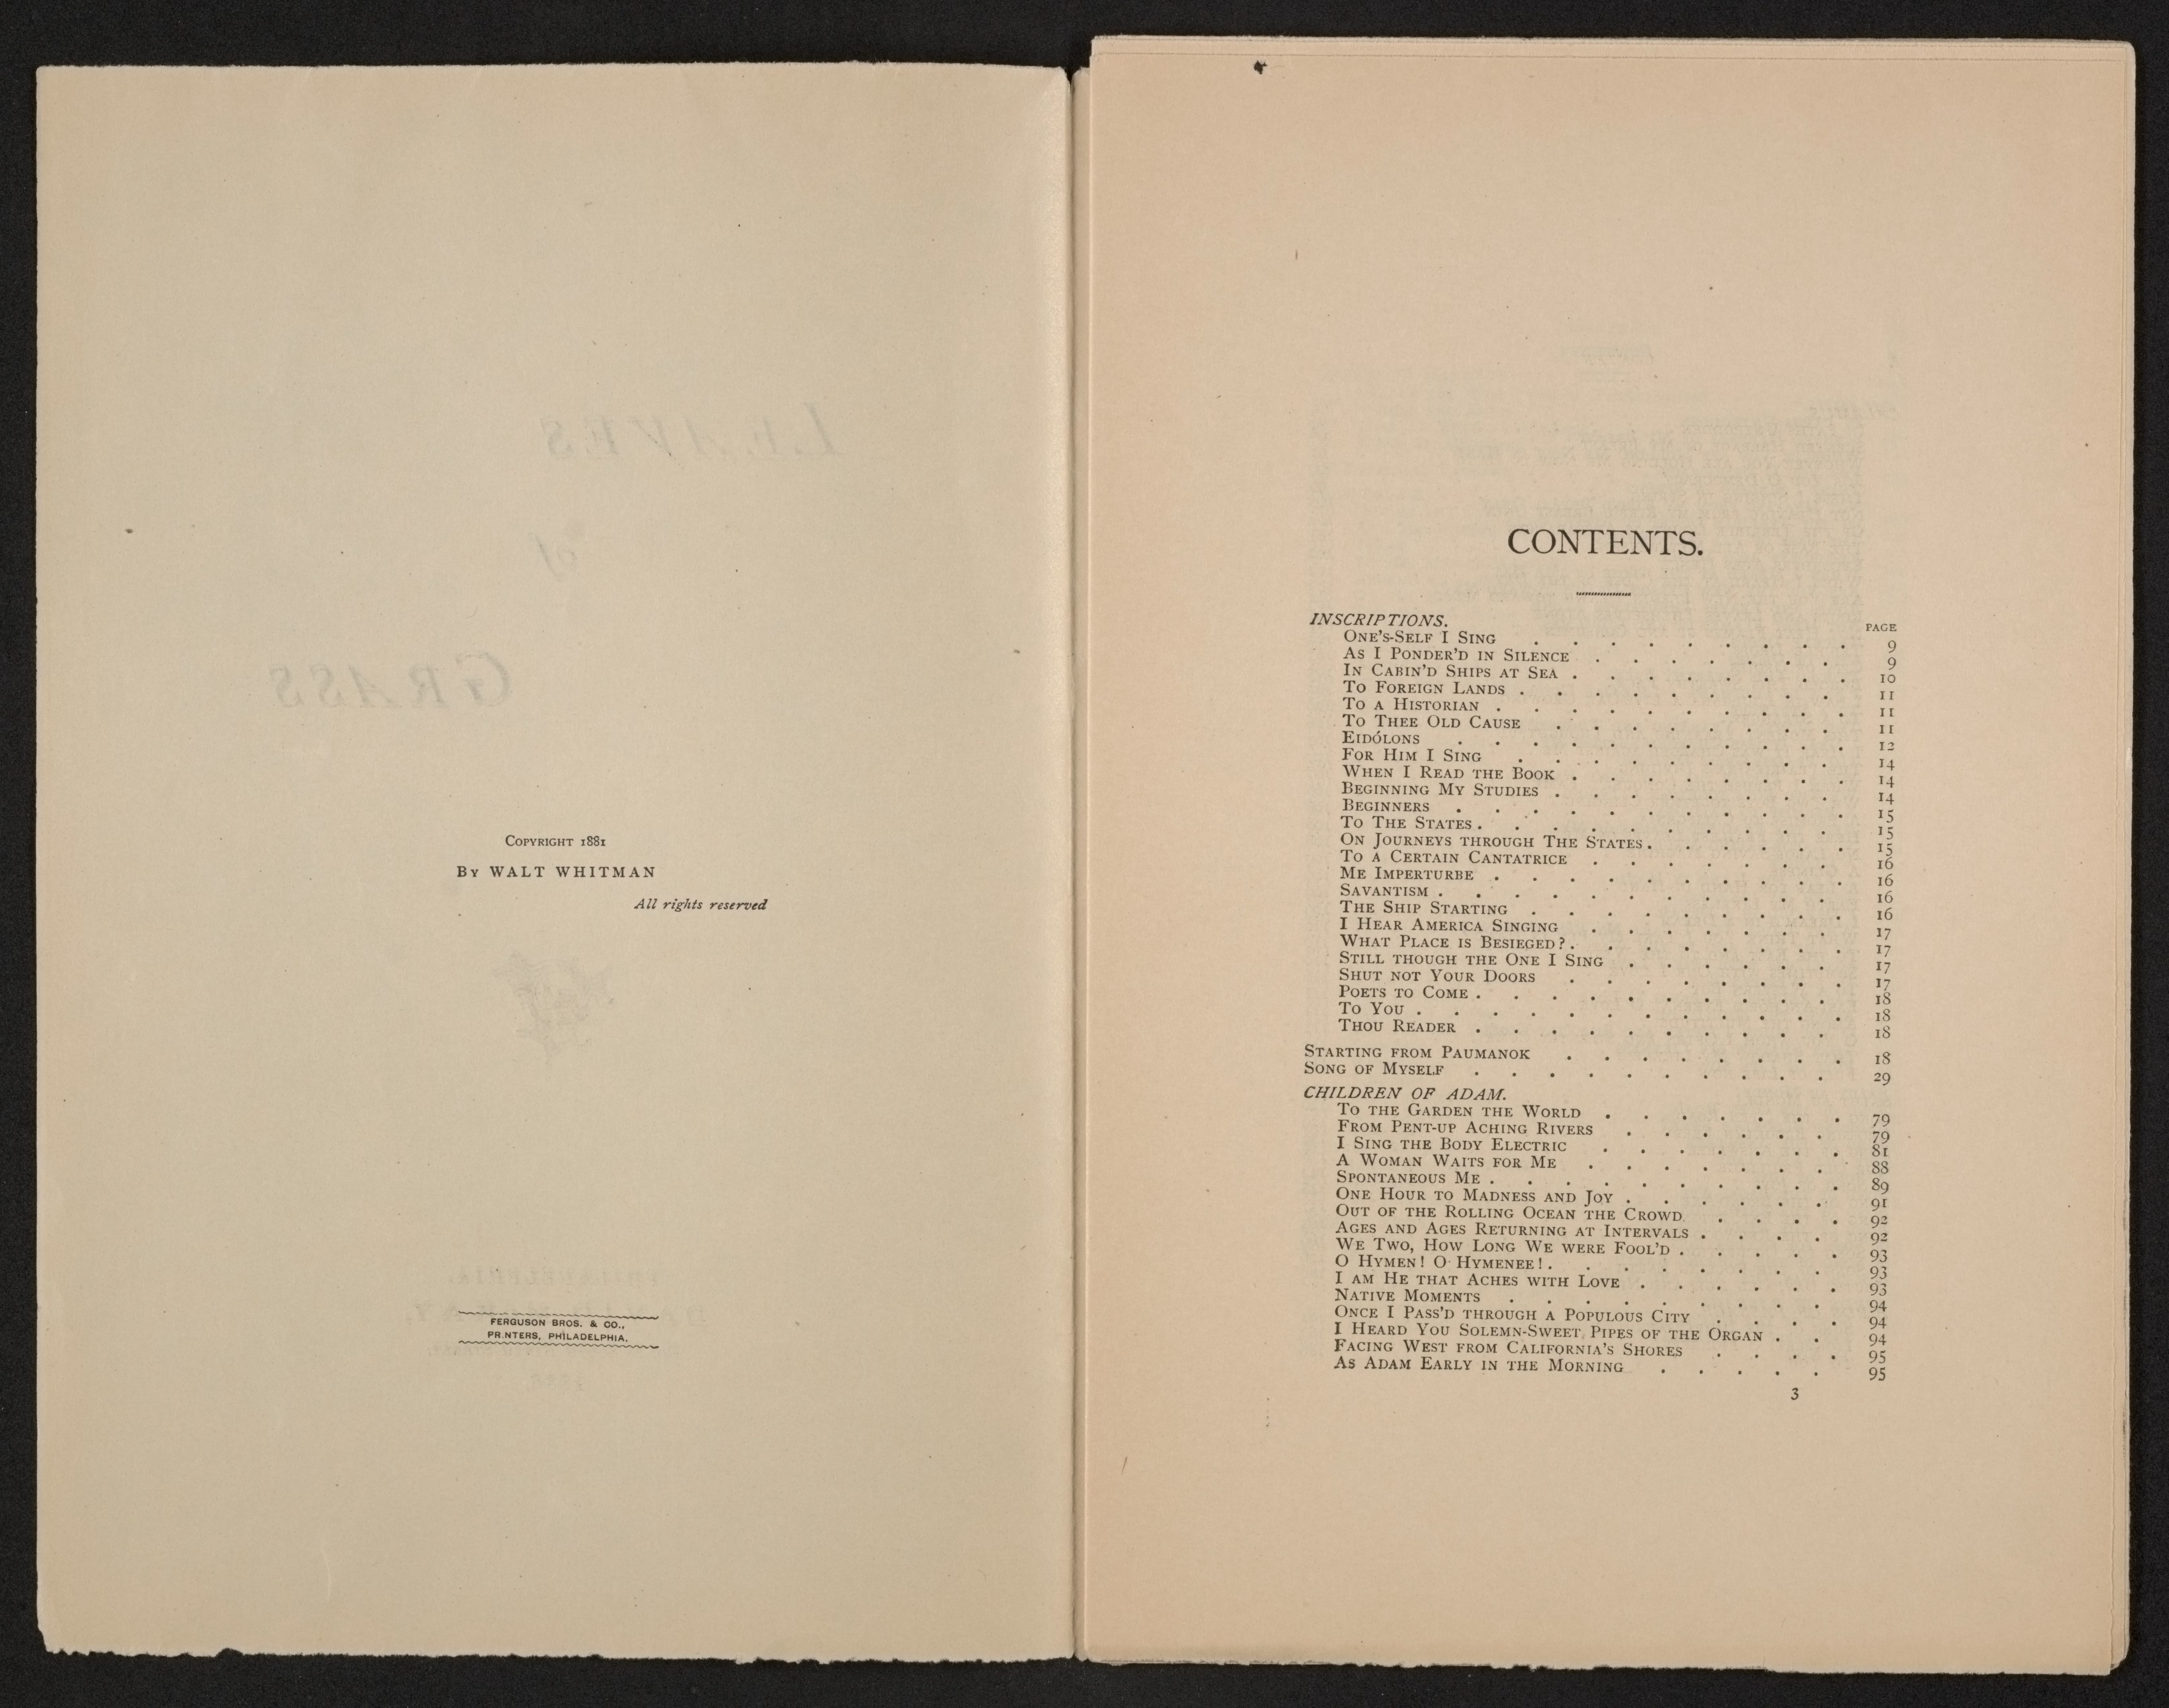 COPYRIGHT 1881
BY WALT WHITMAN
All rights reserved
FERGUSON BROS. & CO.,
PR.NTERS, PHILADELPHIA.
CONTENTS.
INSCRIPTIONS.
PAGE
ONE'S-SELF I SING . . . . . . . . . 9
AS I PONDER'D IN SILENCE . . . . . . . 9
IN CABIN'D SHIPS AT SEA . . . . . . . . 10
TO FOREIGN LANDS . . . . . . . . . 11
TO A HISTORIAN . . . . . . . . . . 11
TO THEE OLD CAUSE . . . . . . . . 11
EIDÓLONS . . . . . . . . . . . 12
FOR HIM I SING . . . . . . . . . 14
WHEN I READ THE BOOK . . . . . . . . 14
BEGINNING MY STUDIES . . . . . . . . 14
BEGINNERS . . . . . . . . . . . 15
TO THE STATES . . . . . . . . . . 15
ON JOURNEYS THROUGH THE STATES . . . . . . 15
TO A CERTAIN CANTATRICE . . . . . . . 16
ME IMPERTURBE . . . . . . . . . . 16
SAVANTISM . . . . . . . . . . . 16
THE SHIP STARTING . . . . . . . . . 16
I HEAR AMERICA SINGING . . . . . . . 17
WHAT PLACE IS BESIEGED? . . . . . . . . 17
STILL THOUGH THE ONE I SING . . . . . . 17
SHUT NOT YOUR DOORS . . . . . . . . 17
POETS TO COME . . . . . . . . . . 18
TO YOU . . . . . . . . . . . . 18
THOU READER . . . . . . . . . . 18
STARTING FROM PAUMANOK . . . . . . . . 18
SONG OF MYSELF . . . . . . . . . . 29
CHILDREN OF ADAM.
TO THE GARDEN THE WORLD . . . . . . . 79
FROM PENT-UP ACHING RIVERS . . . . . . 79
I SING THE BODY ELECTRIC . . . . . . . 81
A WOMAN WAITS FOR ME . . . . . . . 88
SPONTANEOUS ME . . . . . . . . . . 89
ONE HOUR TO MADNESS AND JOY . . . . . . 91
OUT OF THE ROLLING OCEAN THE CROWD . . . . 92
AGES AND AGES RETURNING AT INTERVALS . . . . 92
WE TWO, HOW LONG WE WERE FOOL'D . . . . . 93
O HYMEN! O HYMENEE! . . . . . . . . 93
I AM HE THAT ACHES WITH LOVE . . . . . . 93
NATIVE MOMENTS . . . . . . . . . 94
ONCE I PASS'D THROUGH A POPULOUS CITY . . . . 94
I HEARD YOU SOLEMN-SWEET PIPES OF THE ORGAN . . 94
FACING WEST FROM CALIFORNIA'S SHORES . . . . 95
AS ADAM EARLY IN THE MORNING . . . . . 95
3